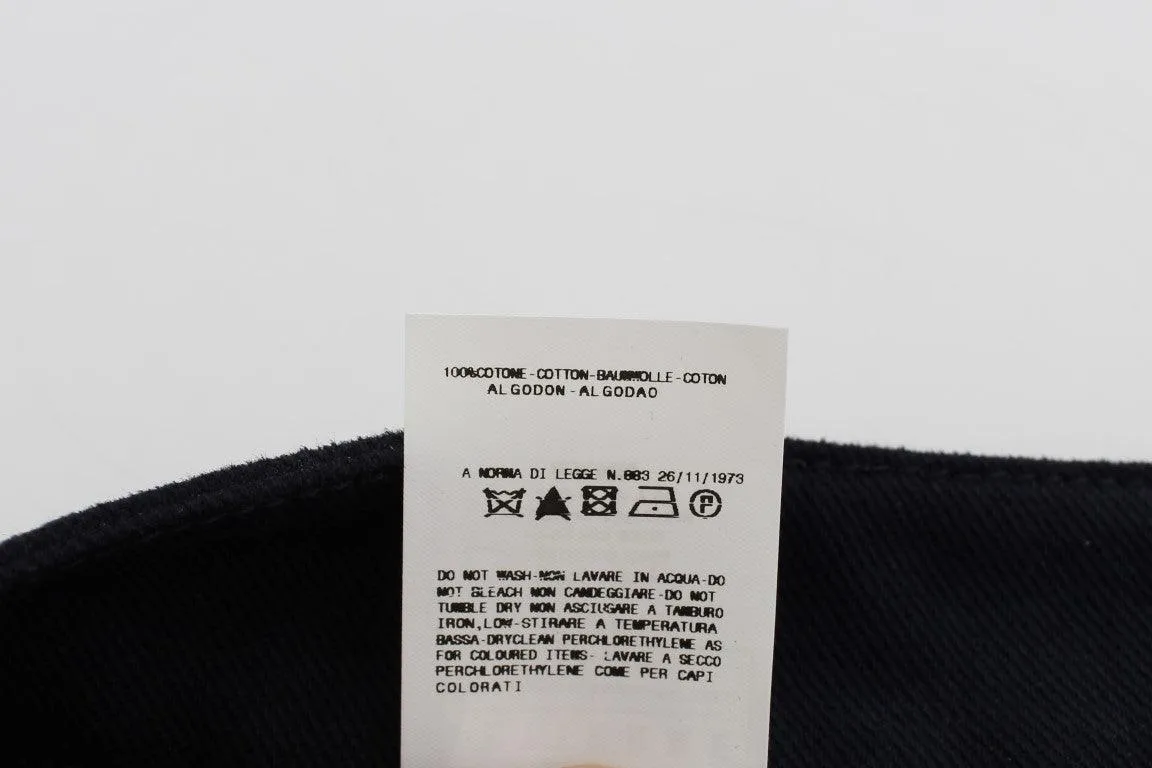 100%COTONE-COTTON-BAUMWOLLE-COTON
ALGODON-ALGODAO
A NORMA DI LEGGE N.883 26/11/1973
P
DO NOT WASH-NON LAVARE IN ACQUA-DO
NOT BLEACH NON CANDEGGIARE-DO NOT
TUMBLE DRY NON ASCIUGARE A TAMBURO
IRON,LOW-STIRARE A TEMPERATURA
BASSA-DRYCLEAN PERCHLORETHYLENE AS
FOR COLOURED ITEMS- LAVARE A SECCO
PERCHLORETHYLENE COME PER CAPI
COLORATI